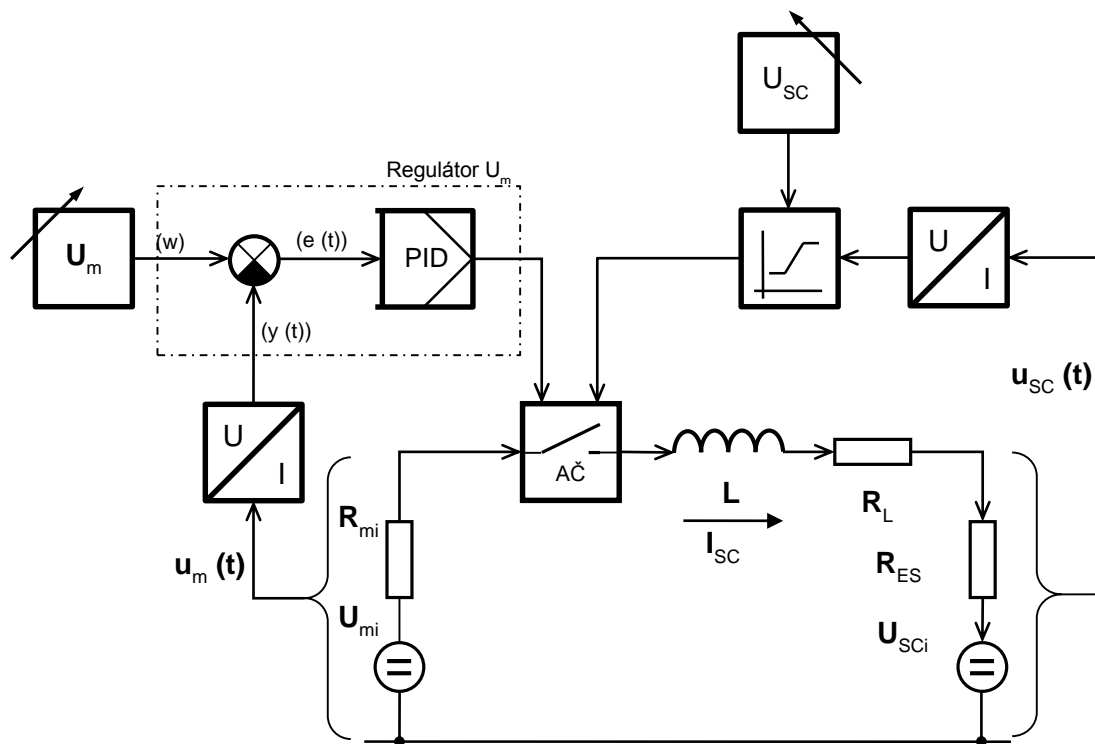 U_SC
Regulátor U_m
U_m
(w)
(e (t))
PID
U
I
(y (t))
u_SC (t)
U
I
AČ
R_mi
L
R_L
I_SC
u_m (t)
R_ES
U_mi
U_SCi